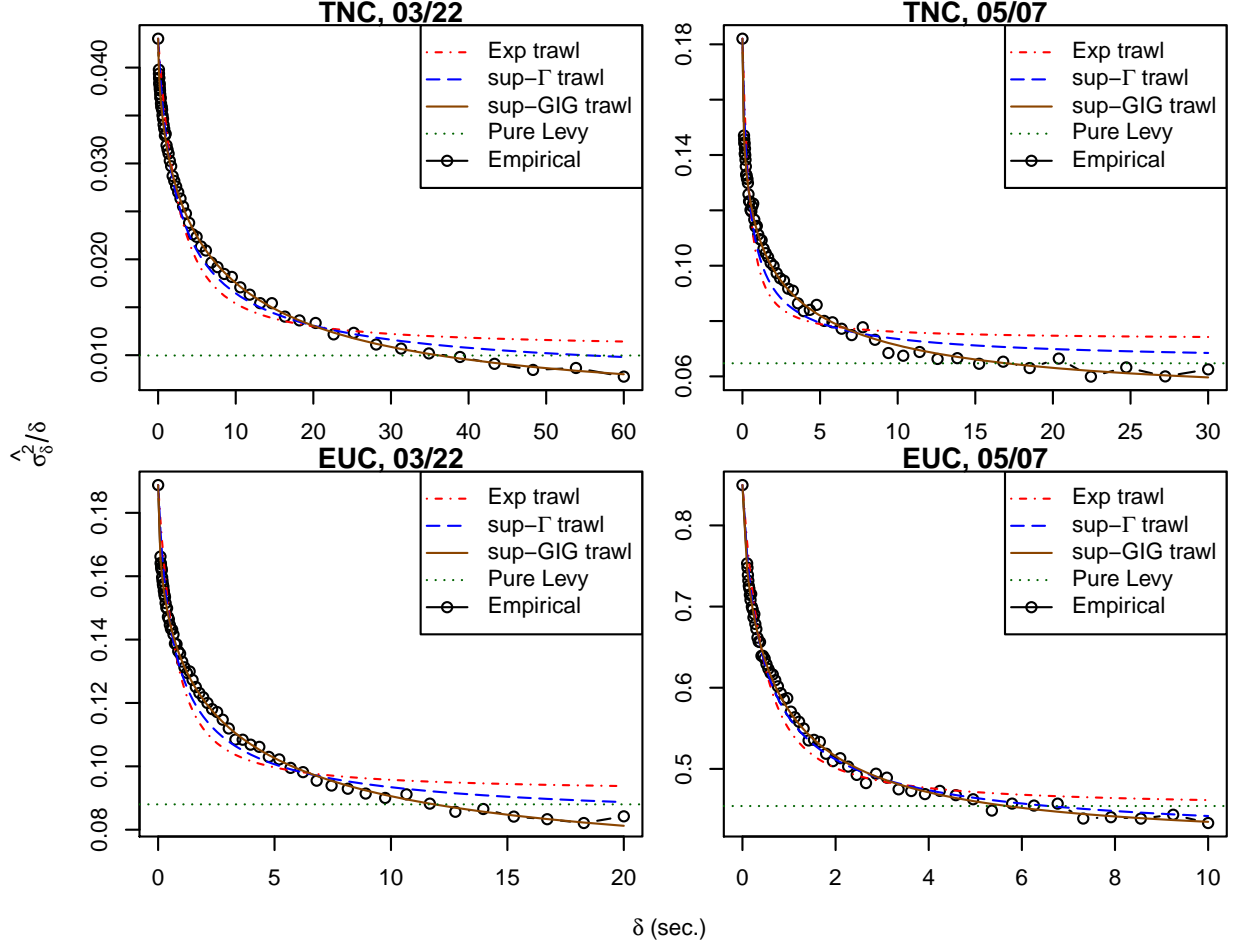 TNC, 03/22
0.040
0.030
0.020
0.010
Exp trawl
sup−Γ trawl
sup−GIG trawl
Pure Levy
Empirical
0 10 20 30 40 50 60
TNC, 05/07
0.18
0.14
0.10
0.06
Exp trawl
sup−Γ trawl
sup−GIG trawl
Pure Levy
Empirical
0 5 10 15 20 25 30
σ̂²δ/δ
EUC, 03/22
0.18
0.16
0.14
0.12
0.10
0.08
Exp trawl
sup−Γ trawl
sup−GIG trawl
Pure Levy
Empirical
0 5 10 15 20
EUC, 05/07
0.8
0.7
0.6
0.5
Exp trawl
sup−Γ trawl
sup−GIG trawl
Pure Levy
Empirical
0 2 4 6 8 10
δ (sec.)